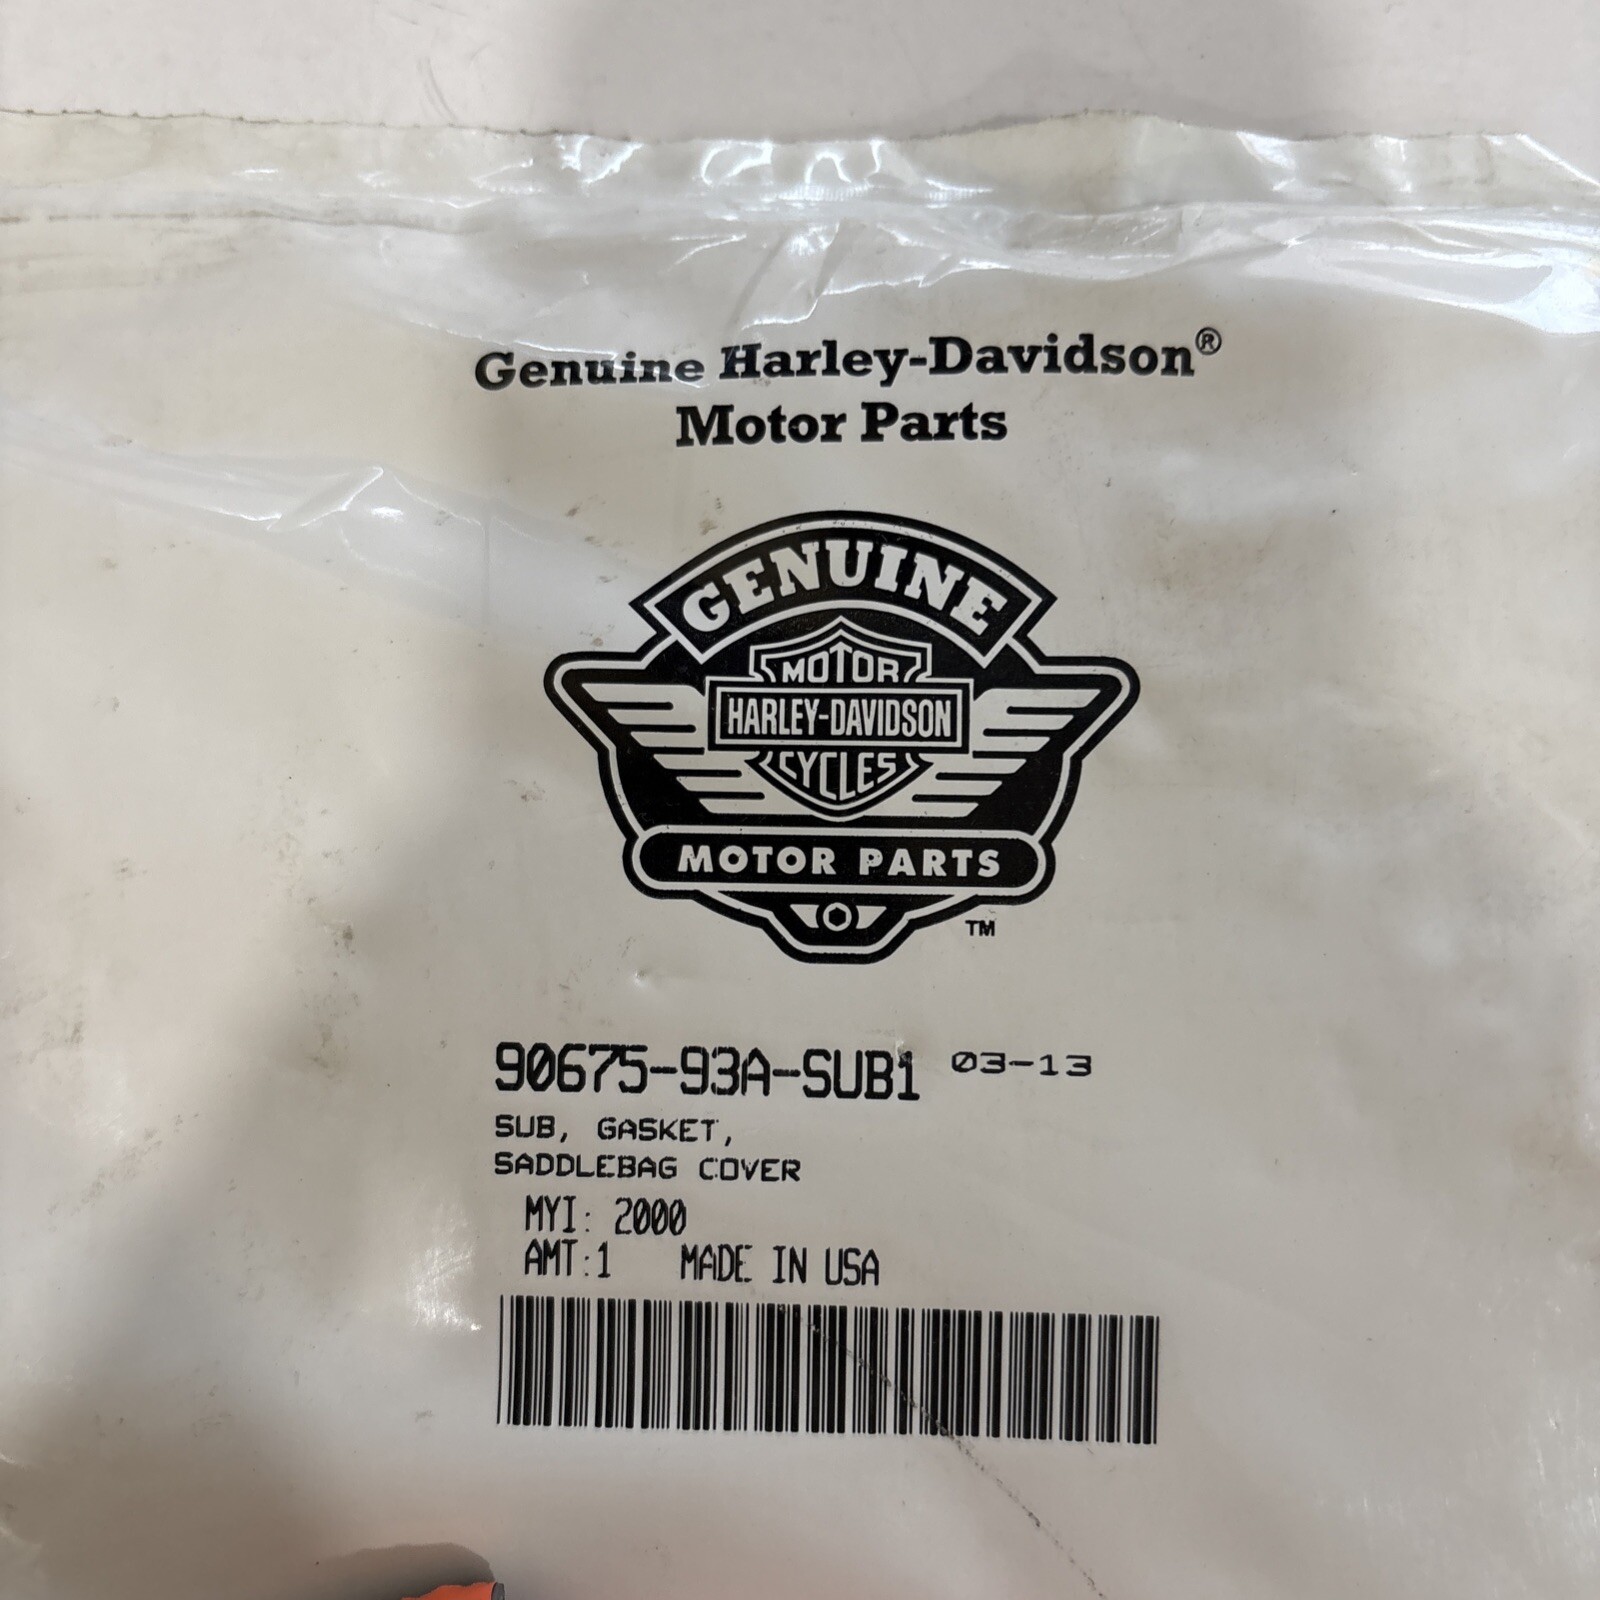 Genuine Harley-Davidson®
Motor Parts
GENUINE
MOTOR
HARLEY-DAVIDSON
CYCLES
MOTOR PARTS
TM
90675-93A-SUB1 03-13
SUB, GASKET,
SADDLEBAG COVER
MYI: 2000
AMT:1 MADE IN USA